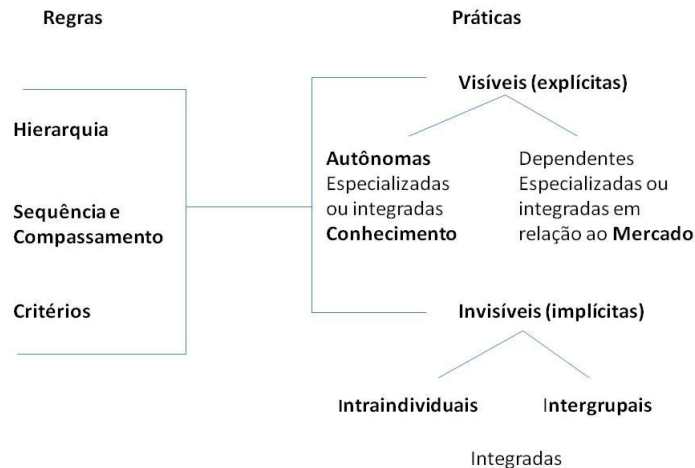 Regras
Práticas
Hierarquia
Sequência e
Compassamento
Critérios
Visíveis (explícitas)
Autônomas
Especializadas
ou integradas
Conhecimento
Dependentes
Especializadas ou
integradas em
relação ao Mercado
Invisíveis (implícitas)
Intraindividuais
Intergrupais
Integradas